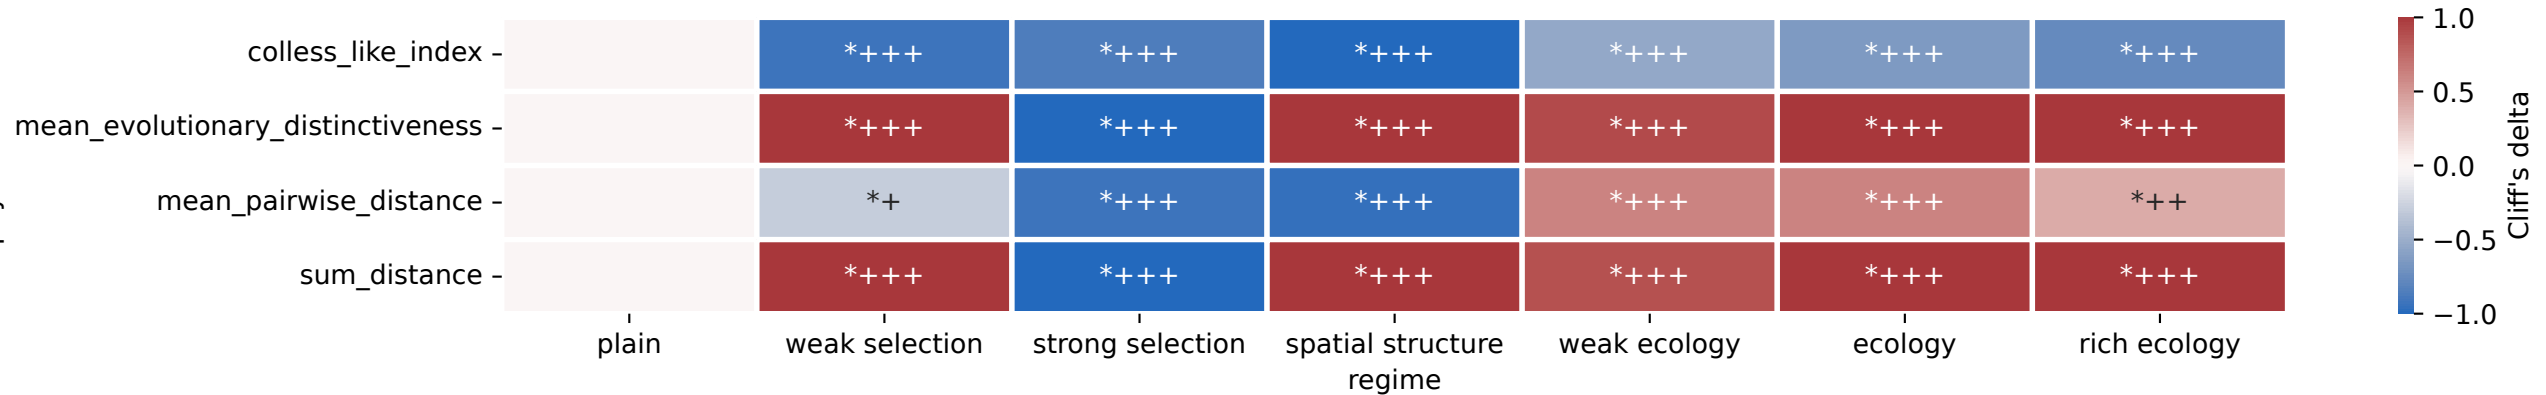 colless_like_index *+++ *+++ *+++ *+++ *+++ *+++
mean_evolutionary_distinctiveness *+++ *+++ *+++ *+++ *+++ *+++
mean_pairwise_distance *+ *+++ *+++ *+++ *+++ *++
sum_distance *+++ *+++ *+++ *+++ *+++ *+++
plain weak selection strong selection spatial structure weak ecology ecology rich ecology
regime
1.0
0.5
0.0
−0.5
−1.0
Cliff's delta